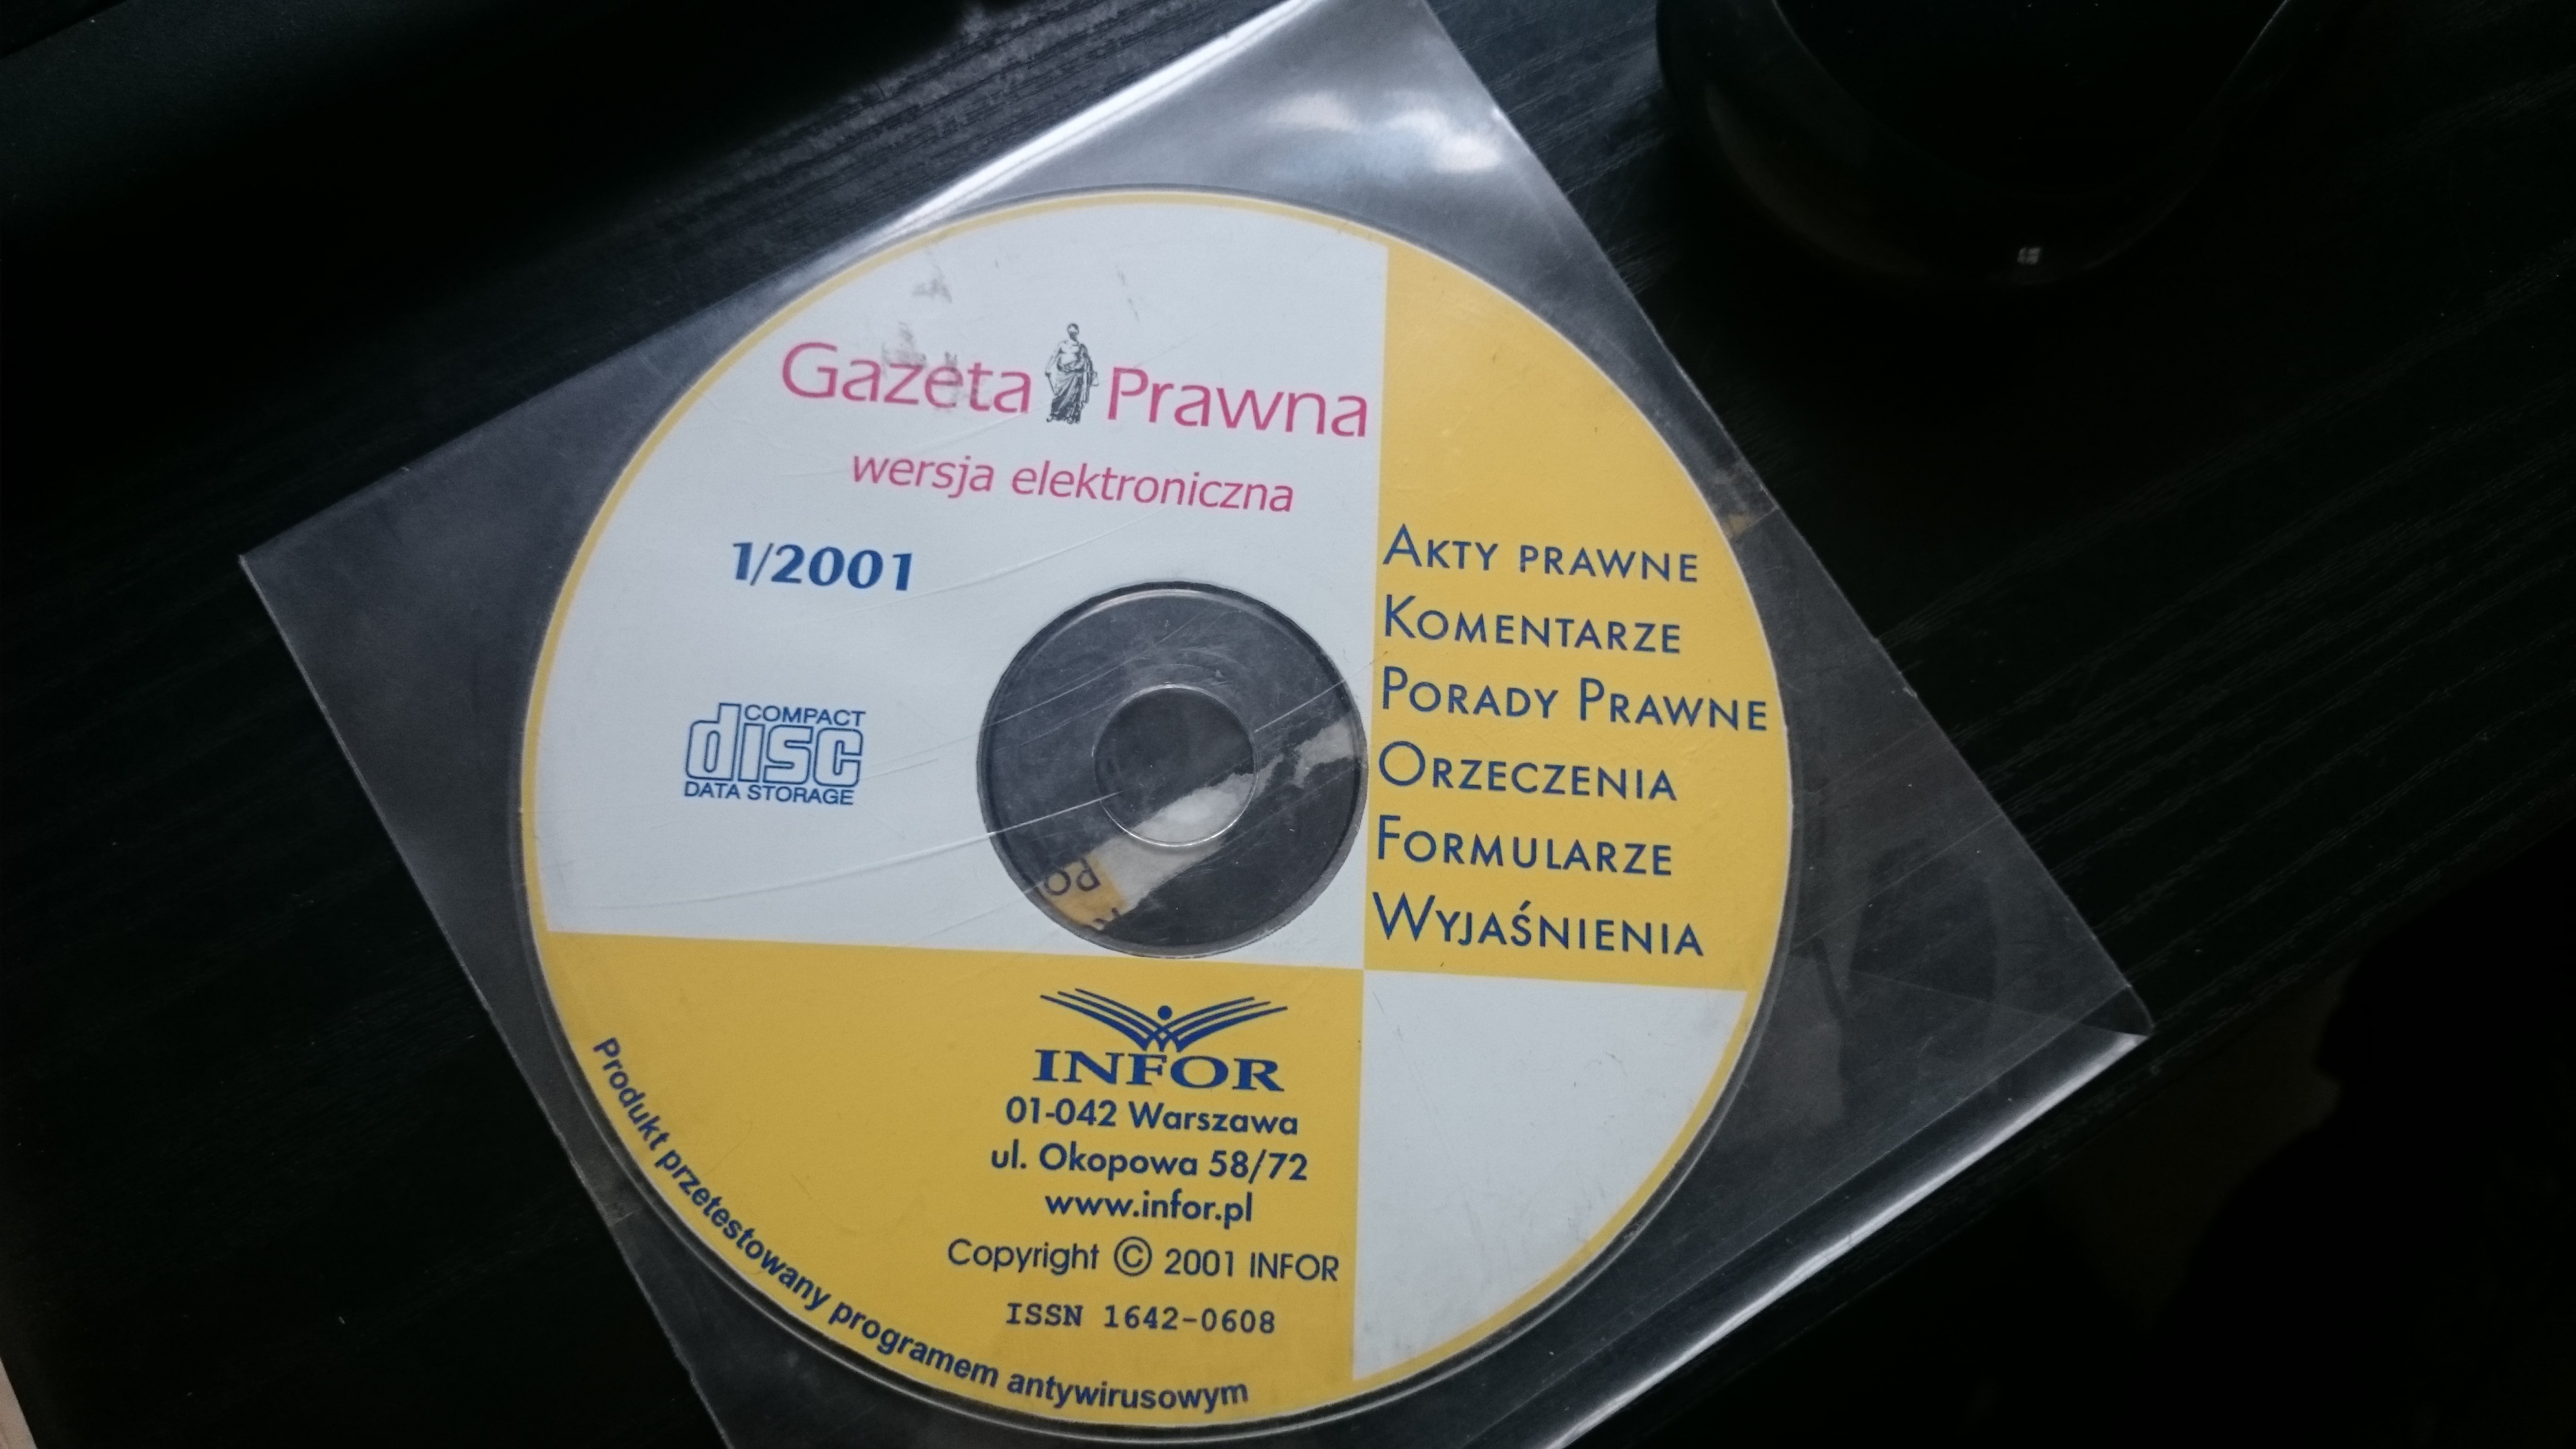 Gazeta Prawna
wersja elektroniczna
1/2001
COMPACT
disc
DATA STORAGE
AKTY PRAWNE
KOMENTARZE
PORADY PRAWNE
ORZECZENIA
FORMULARZE
WYJAŚNIENIA
INFOR
01-042 Warszawa
ul. Okopowa 58/72
www.infor.pl
Copyright © 2001 INFOR
ISSN 1642-0608
Produkt przetestowany programem antywirusowym